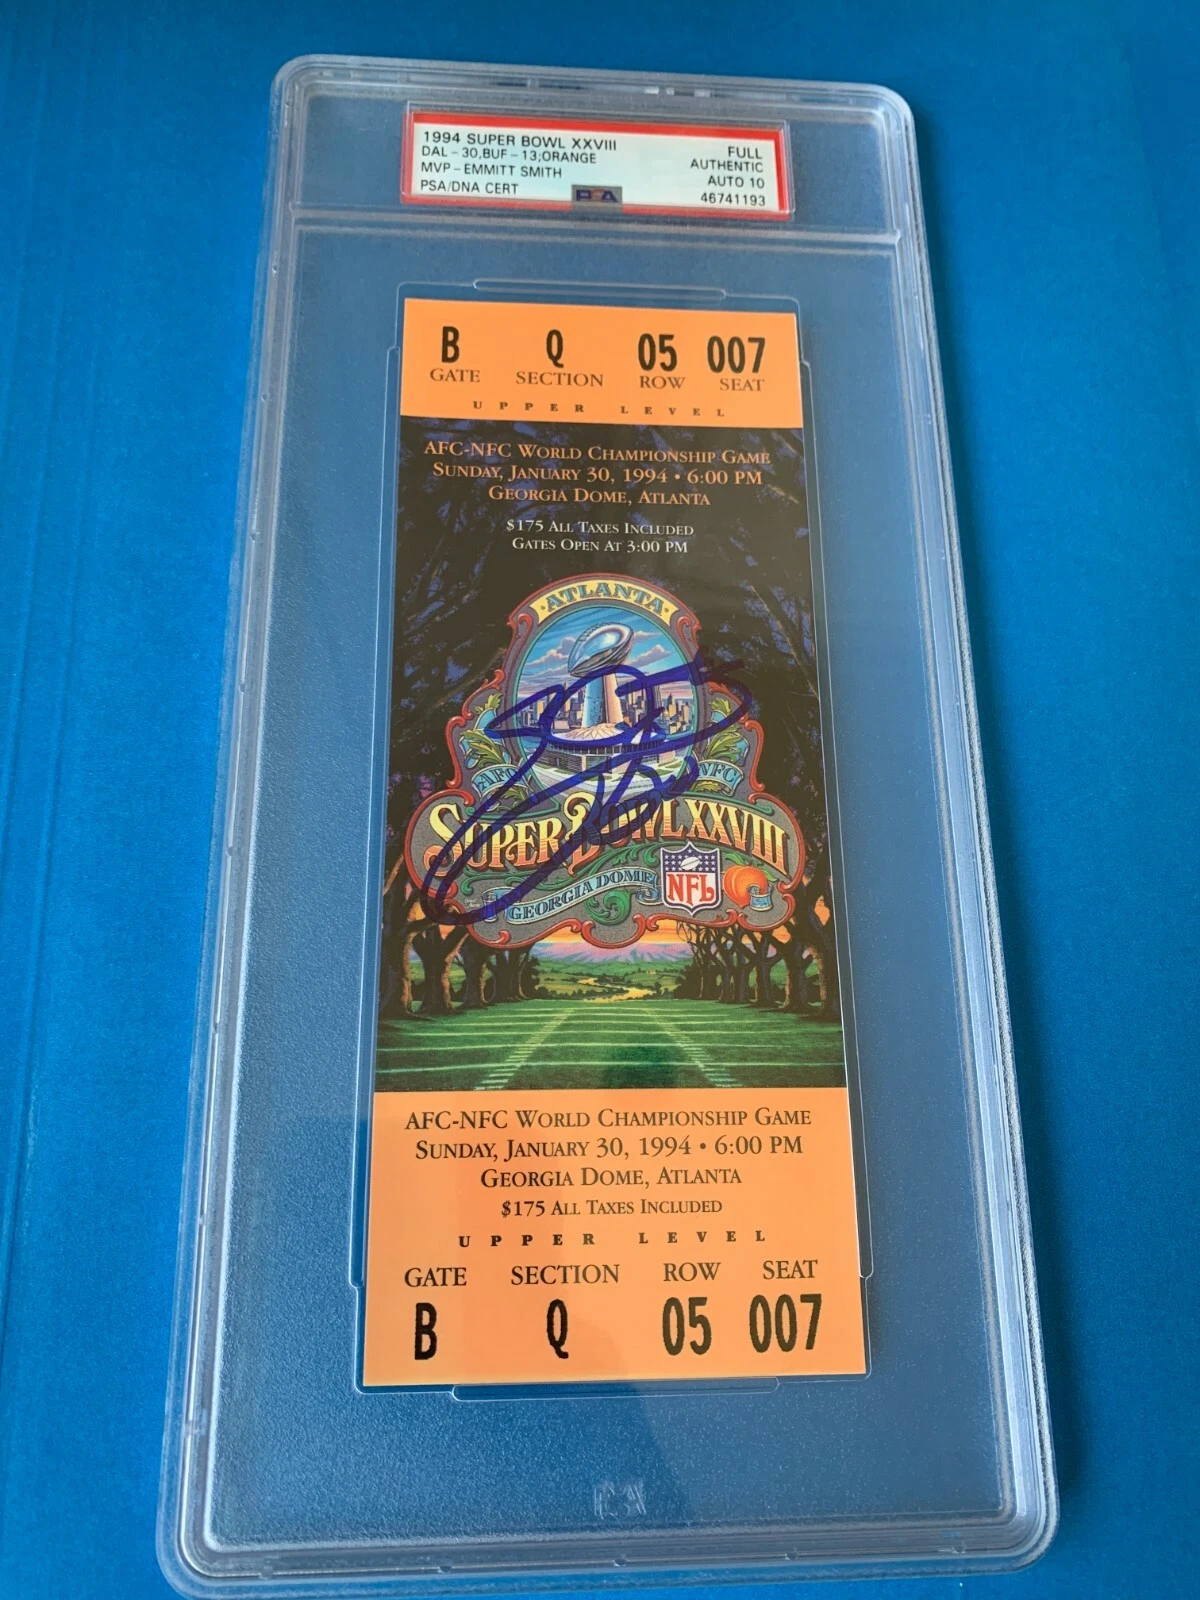 1994 SUPER BOWL XXVIII FULL
DAL - 30,BUF - 13;ORANGE AUTHENTIC
MVP - EMMITT SMITH AUTO 10
PSA/DNA CERT PSA 46741193
B Q 05 007
GATE SECTION ROW SEAT
UPPER LEVEL
AFC-NFC WORLD CHAMPIONSHIP GAME
SUNDAY, JANUARY 30, 1994 • 6:00 PM
GEORGIA DOME, ATLANTA
$175 ALL TAXES INCLUDED
GATES OPEN AT 3:00 PM
·ATLANTA·
AFC NFC
SUPER BOWL XXVIII
GEORGIA DOME NFL
AFC-NFC WORLD CHAMPIONSHIP GAME
SUNDAY, JANUARY 30, 1994 • 6:00 PM
GEORGIA DOME, ATLANTA
$175 ALL TAXES INCLUDED
UPPER LEVEL
GATE SECTION ROW SEAT
B Q 05 007